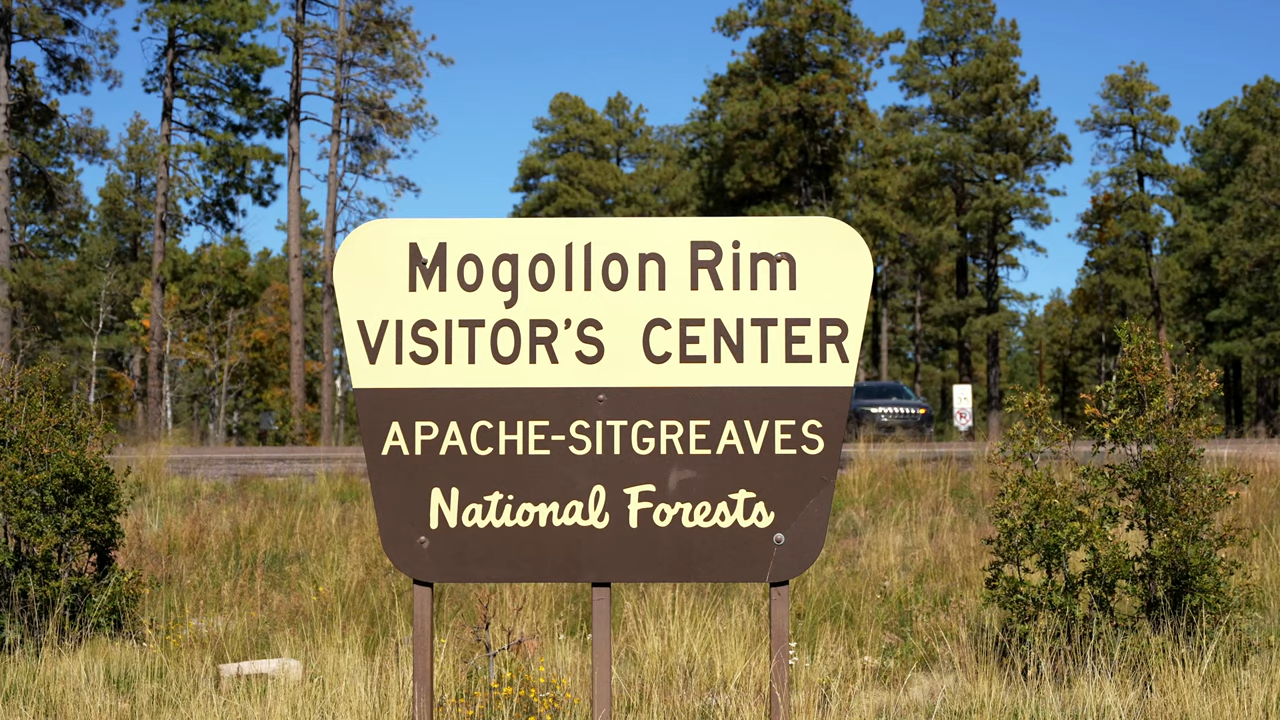 Mogollon Rim
VISITOR'S CENTER
APACHE-SITGREAVES
National Forests